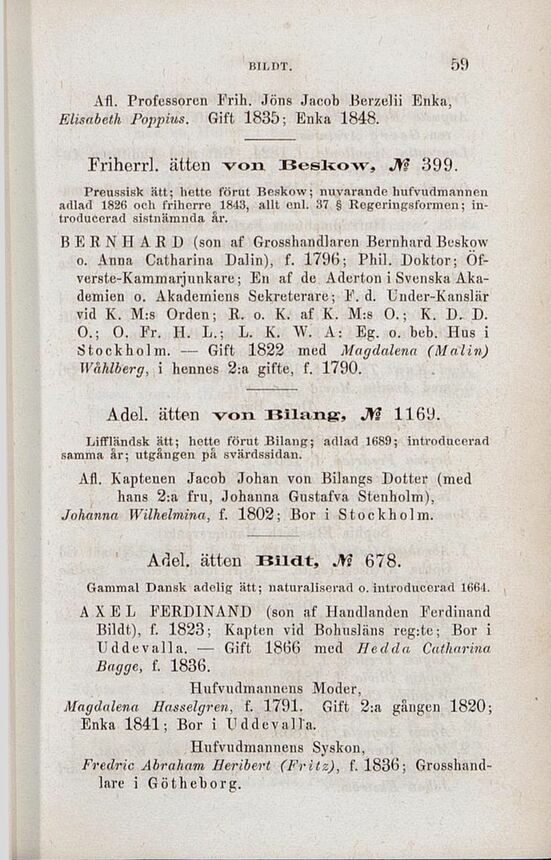 BILDT. 59
Afl. Professoren Frih. Jöns Jacob Berzelii Enka,
Elisabeth Poppius. Gift 1835; Enka 1848.
Friherrl. ätten von Beskow, № 399.
Preussisk ätt; hette förut Beskow; nuvarande hufvudmannen
adlad 1826 och friherre 1843, allt enl. 37 § Regeringsformen; in-
troducerad sistnämnda år.
BERNHARD (son af Grosshandlaren Bernhard Beskow
o. Anna Catharina Dalin), f. 1796; Phil. Doktor; Öf-
verste-Kammarjunkare; En af de Aderton i Svenska Aka-
demien o. Akademiens Sekreterare; F. d. Under-Kanslär
vid K. M:s Orden; R. o. K. af K. M:s O.; K. D. D.
O.; O. Fr. H. L.; L. K. W. A: Eg. o. beb. Hus i
Stockholm. — Gift 1822 med Magdalena (Malin)
Wåhlberg, i hennes 2:a gifte, f. 1790.
Adel. ätten von Bilang, № 1169.
Liffländsk ätt; hette förut Bilang; adlad 1689; introducerad
samma år; utgången på svärdssidan.
Afl. Kaptenen Jacob Johan von Bilangs Dotter (med
hans 2:a fru, Johanna Gustafva Stenholm),
Johanna Wilhelmina, f. 1802; Bor i Stockholm.
Adel. ätten Bildt, № 678.
Gammal Dansk adelig ätt; naturaliserad o. introducerad 1664.
AXEL FERDINAND (son af Handlanden Ferdinand
Bildt), f. 1823; Kapten vid Bohusläns reg:te; Bor i
Uddevalla. — Gift 1866 med Hedda Catharina
Bagge, f. 1836.
Hufvudmannens Moder,
Magdalena Hasselgren, f. 1791. Gift 2:a gången 1820;
Enka 1841; Bor i Uddevalla.
Hufvudmannens Syskon,
Fredric Abraham Heribert (Fritz), f. 1836; Grosshand-
lare i Götheborg.